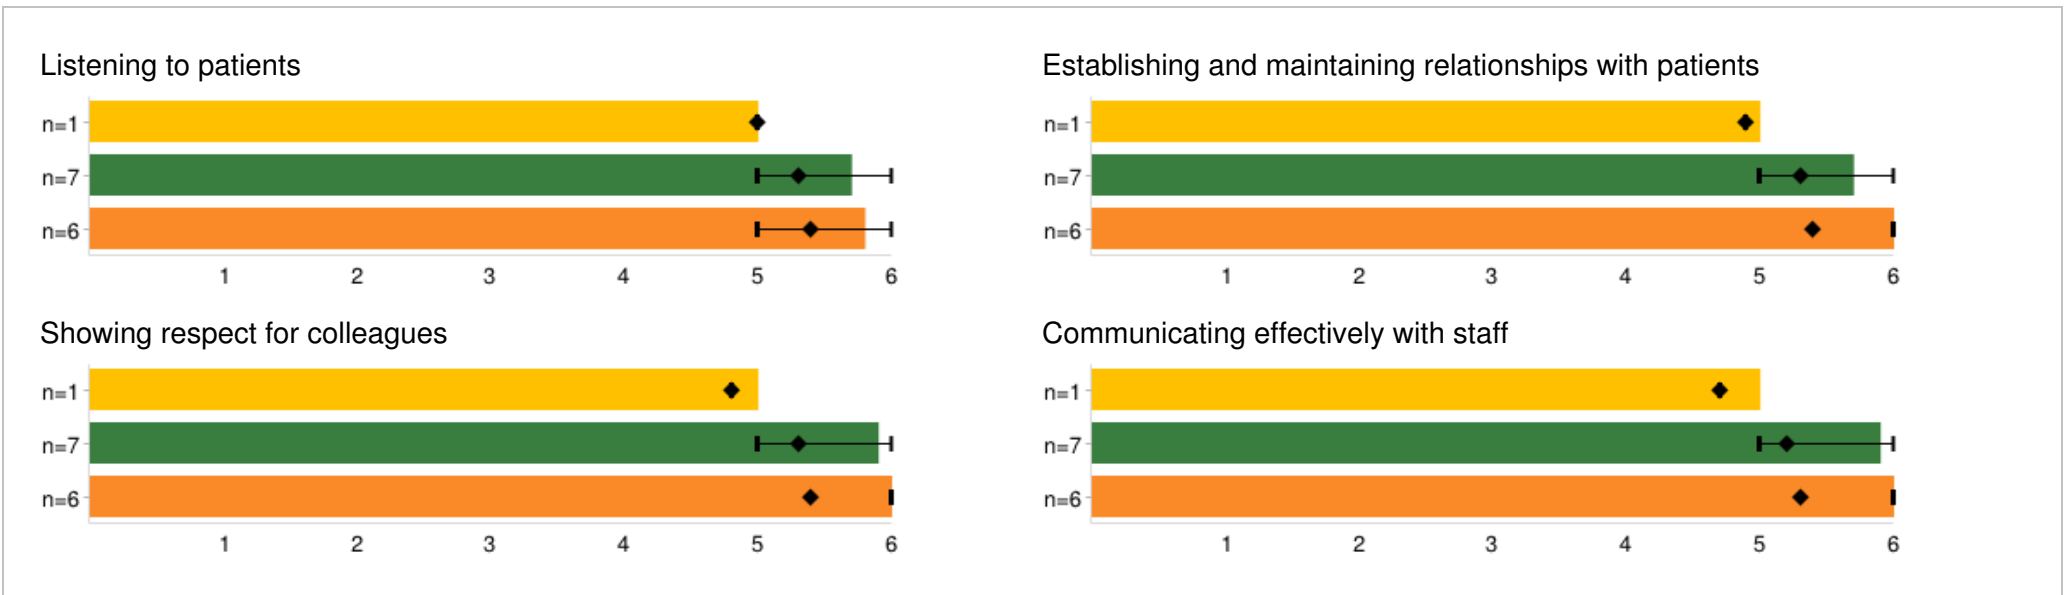 Listening to patients
n=1
n=7
n=6
1 2 3 4 5 6
Establishing and maintaining relationships with patients
n=1
n=7
n=6
1 2 3 4 5 6
Showing respect for colleagues
n=1
n=7
n=6
1 2 3 4 5 6
Communicating effectively with staff
n=1
n=7
n=6
1 2 3 4 5 6